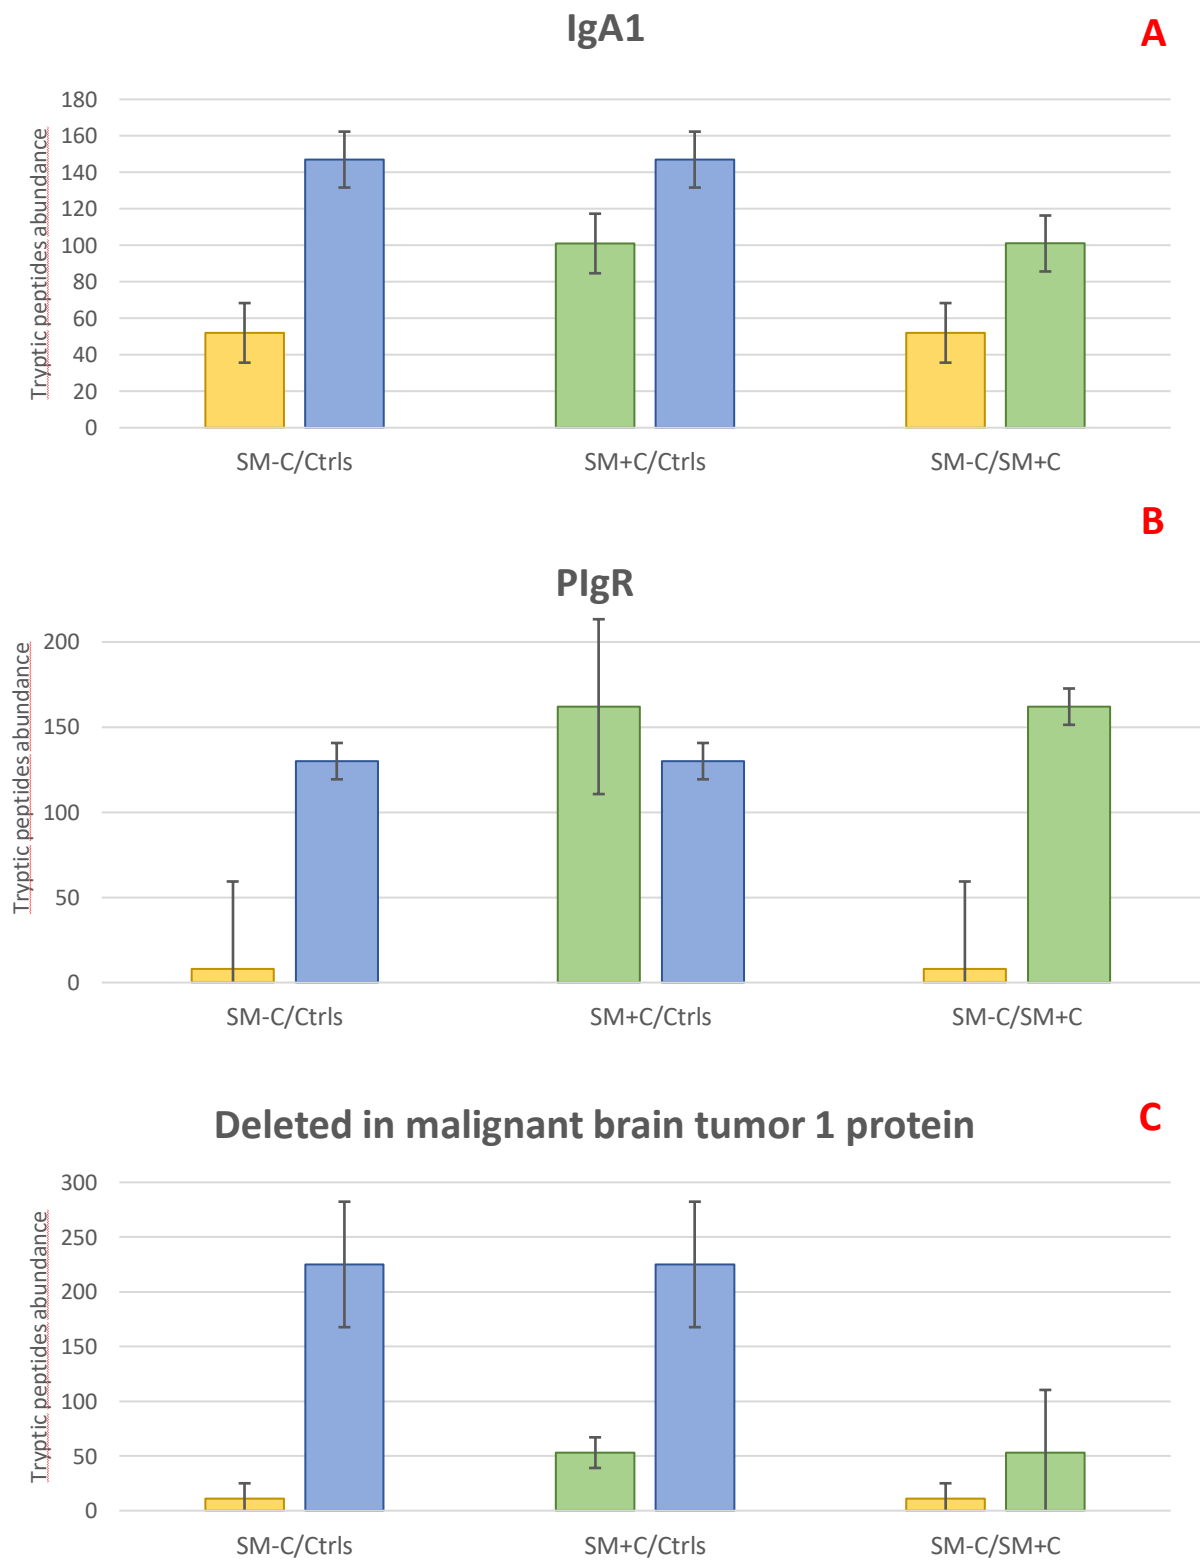 IgA1
A
Tryptic peptides abundance
180
160
140
120
100
80
60
40
20
0
SM-C/Ctrls
SM+C/Ctrls
SM-C/SM+C
B
PIgR
Tryptic peptides abundance
200
150
100
50
0
SM-C/Ctrls
SM+C/Ctrls
SM-C/SM+C
Deleted in malignant brain tumor 1 protein
C
Tryptic peptides abundance
300
250
200
150
100
50
0
SM-C/Ctrls
SM+C/Ctrls
SM-C/SM+C